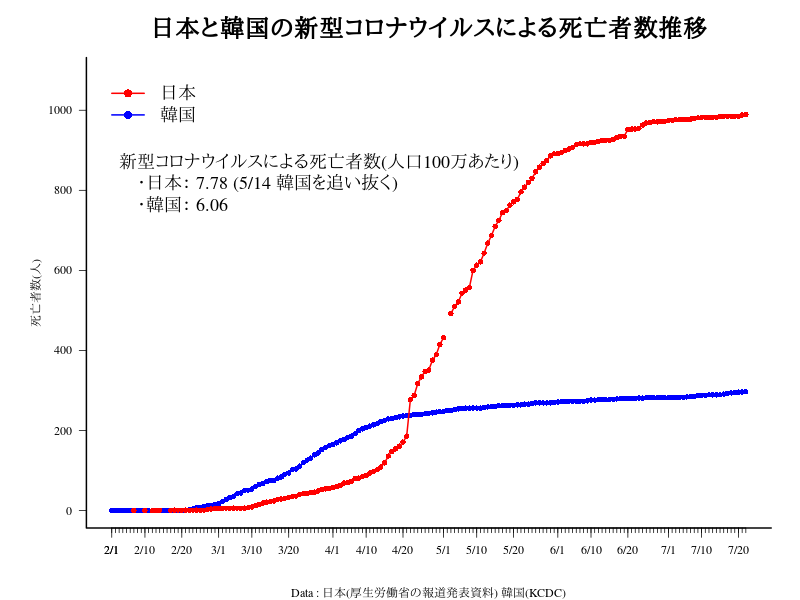 日本と韓国の新型コロナウイルスによる死亡者数推移
日本
韓国
新型コロナウイルスによる死亡者数(人口100万あたり)
・日本: 7.78 (5/14 韓国を追い抜く)
・韓国: 6.06
死亡者数(人)
1000
800
600
400
200
0
2/1 2/10 2/20 3/1 3/10 3/20 4/1 4/10 4/20 5/1 5/10 5/20 6/1 6/10 6/20 7/1 7/10 7/20
Data : 日本(厚生労働省の報道発表資料) 韓国(KCDC)